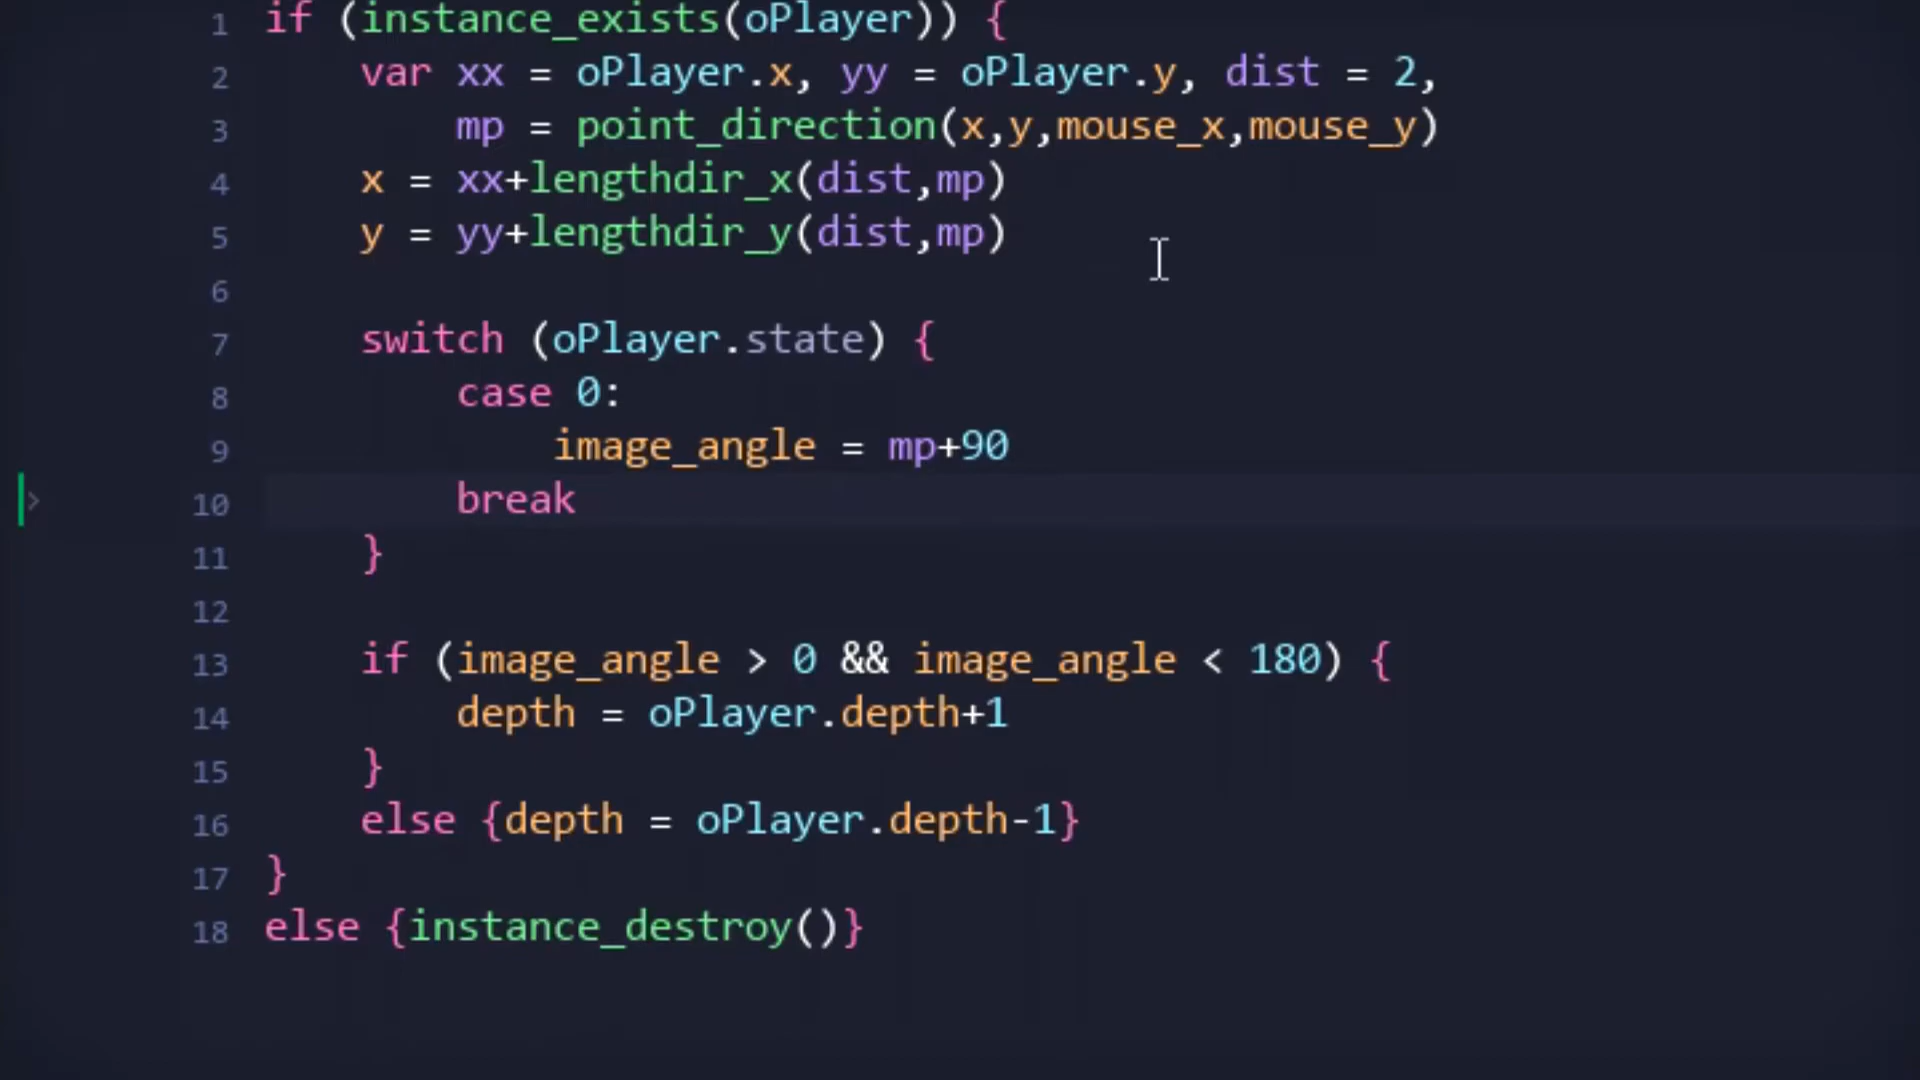 1 if (instance_exists(oPlayer)) {
2 var xx = oPlayer.x, yy = oPlayer.y, dist = 2,
3 mp = point_direction(x,y,mouse_x,mouse_y)
4 x = xx+lengthdir_x(dist,mp)
5 y = yy+lengthdir_y(dist,mp)
6
7 switch (oPlayer.state) {
8 case 0:
9 image_angle = mp+90
10 break
11 }
12
13 if (image_angle > 0 && image_angle < 180) {
14 depth = oPlayer.depth+1
15 }
16 else {depth = oPlayer.depth-1}
17 }
18 else {instance_destroy()}